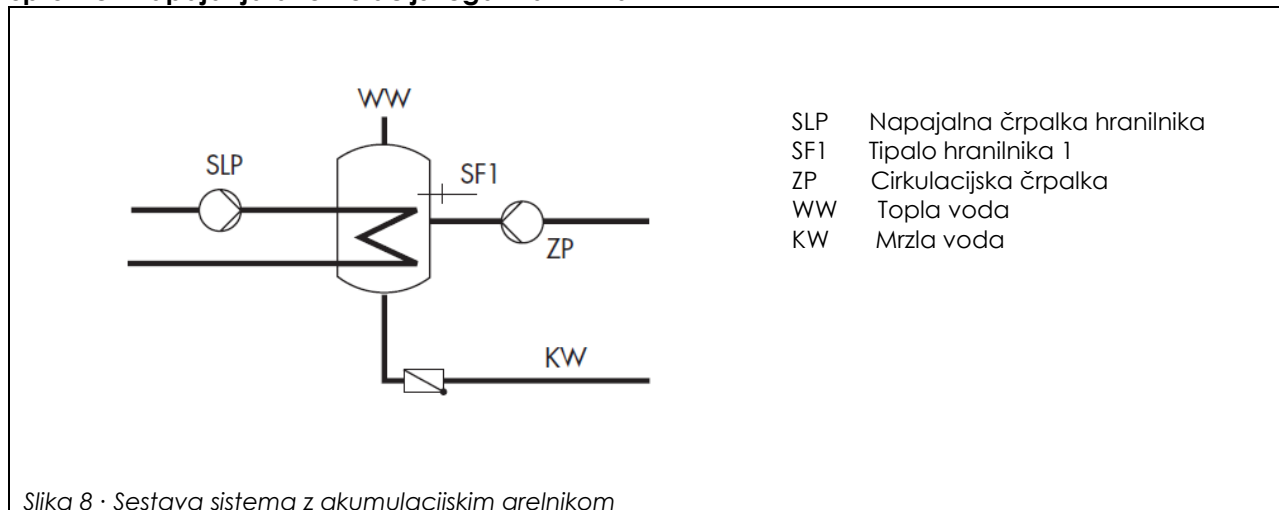 WW
SLP
SF1
ZP
KW
SLP Napajalna črpalka hranilnika
SF1 Tipalo hranilnika 1
ZP Cirkulacijska črpalka
WW Topla voda
KW Mrzla voda
Slika 8 · Sestava sistema z akumulacijskim grelnikom